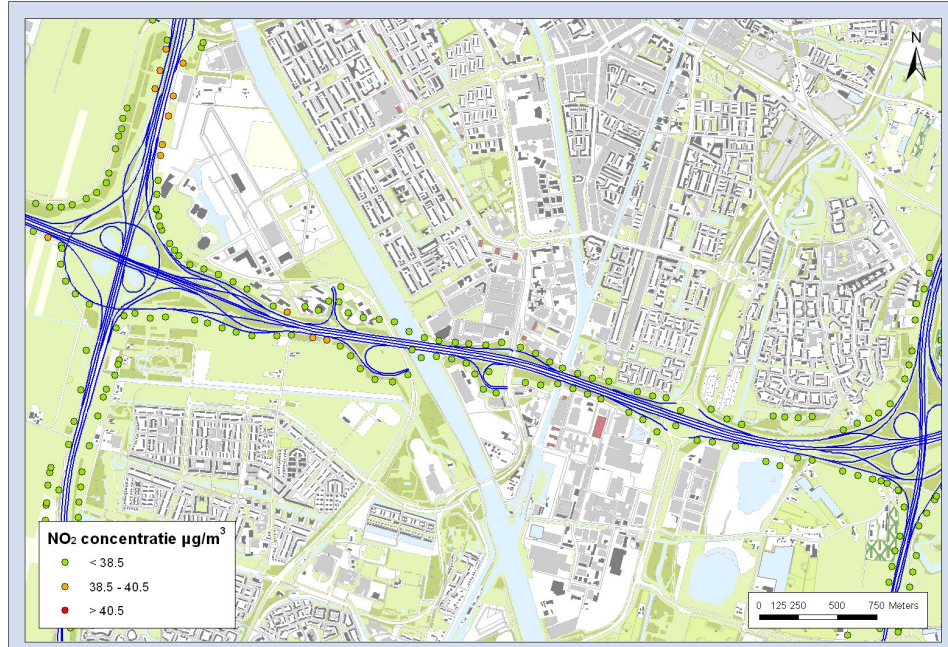 N
NO₂ concentratie µg/m³
< 38.5
38.5 - 40.5
> 40.5
0 125 250 500 750 Meters